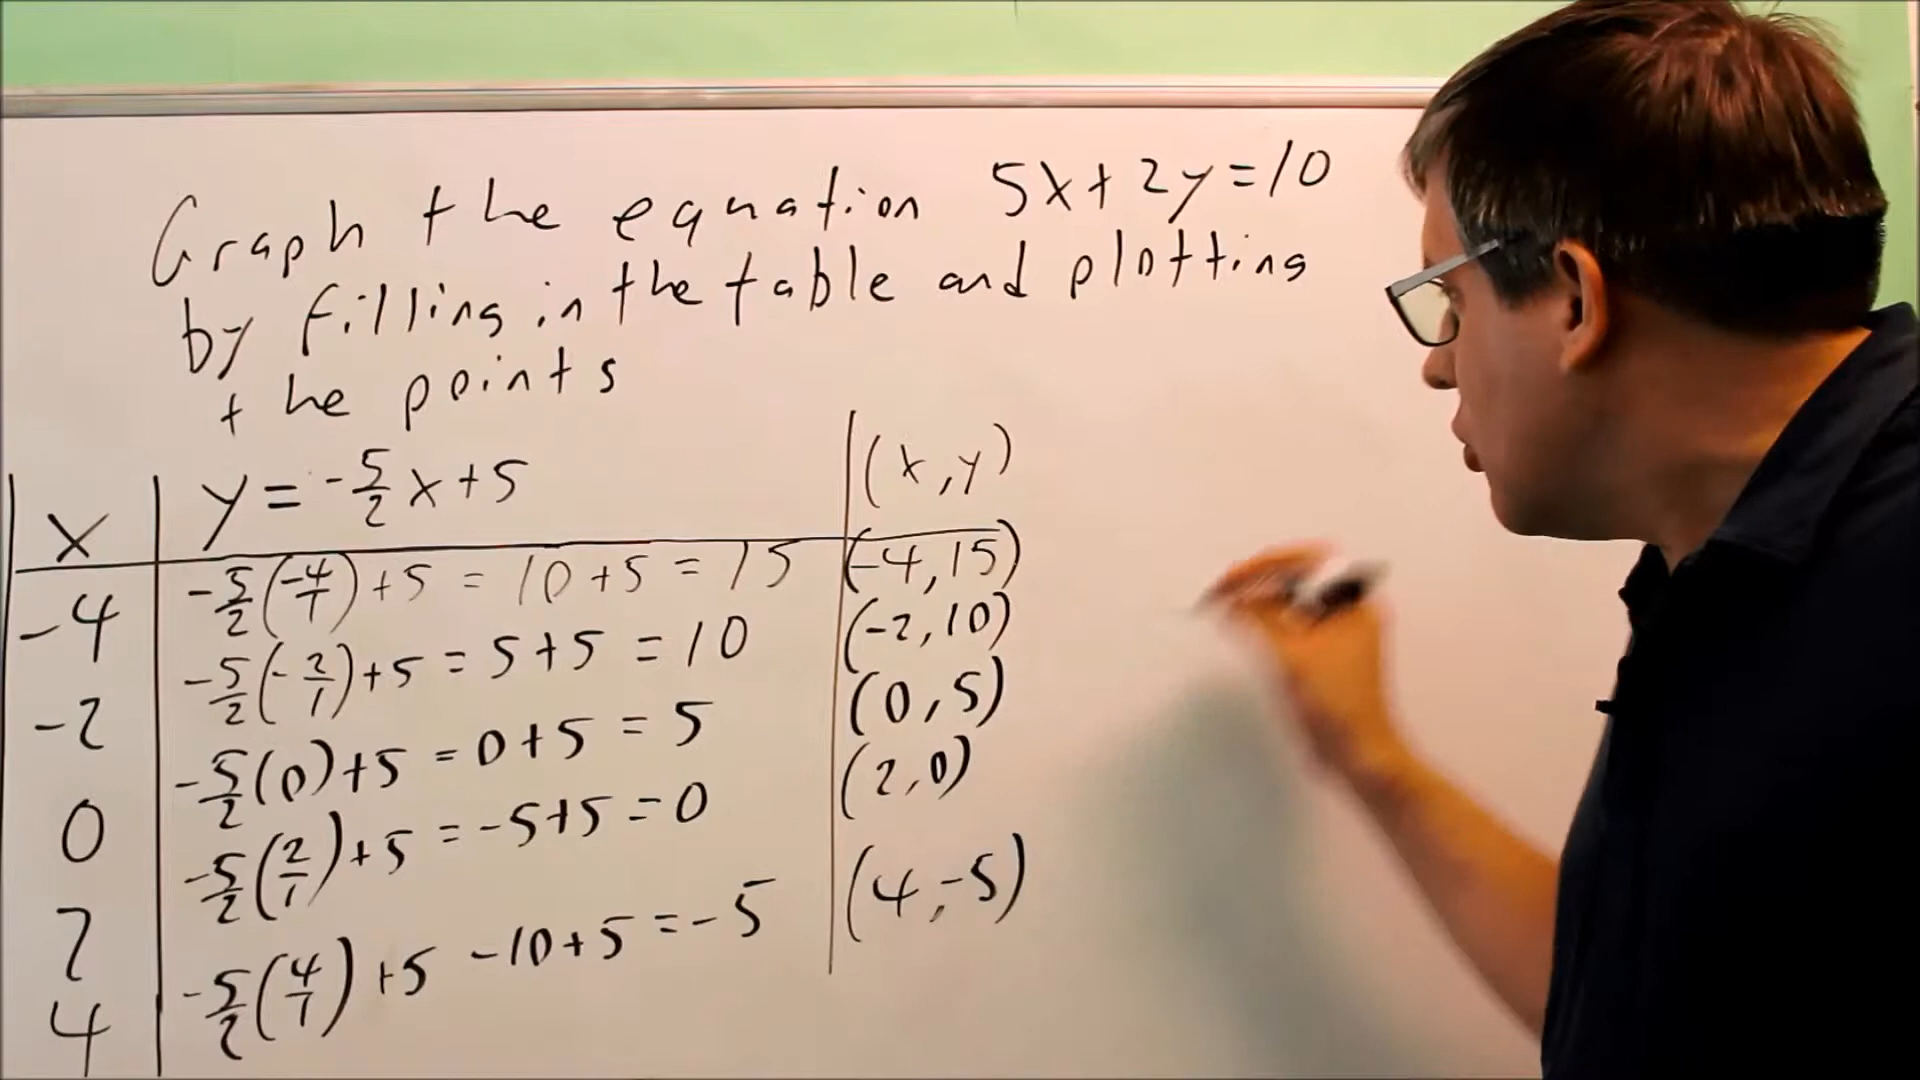 Graph the equation 5x+2y=10
by filling in the table and plotting
the points
x y=-5/2x+5 (x,y)
-4 -5/2(-4/1)+5 = 10+5 = 15 (-4,15)
-2 -5/2(-2/1)+5 = 5+5 = 10 (-2,10)
0 -5/2(0)+5 = 0+5 = 5 (0,5)
2 -5/2(2/1)+5 = -5+5 = 0 (2,0)
4 -5/2(4/1)+5 -10+5 = -5 (4,-5)